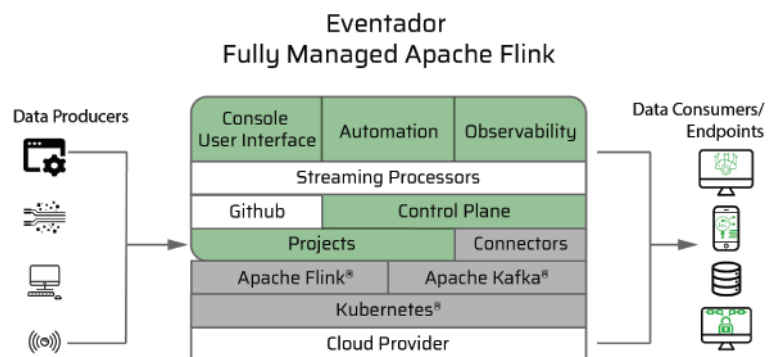 Eventador
Fully Managed Apache Flink
Data Producers
Console
User Interface
Automation
Observability
Streaming Processors
Github
Control Plane
Projects
Connectors
Apache Flink®
Apache Kafka®
Kubernetes®
Cloud Provider
Data Consumers/
Endpoints